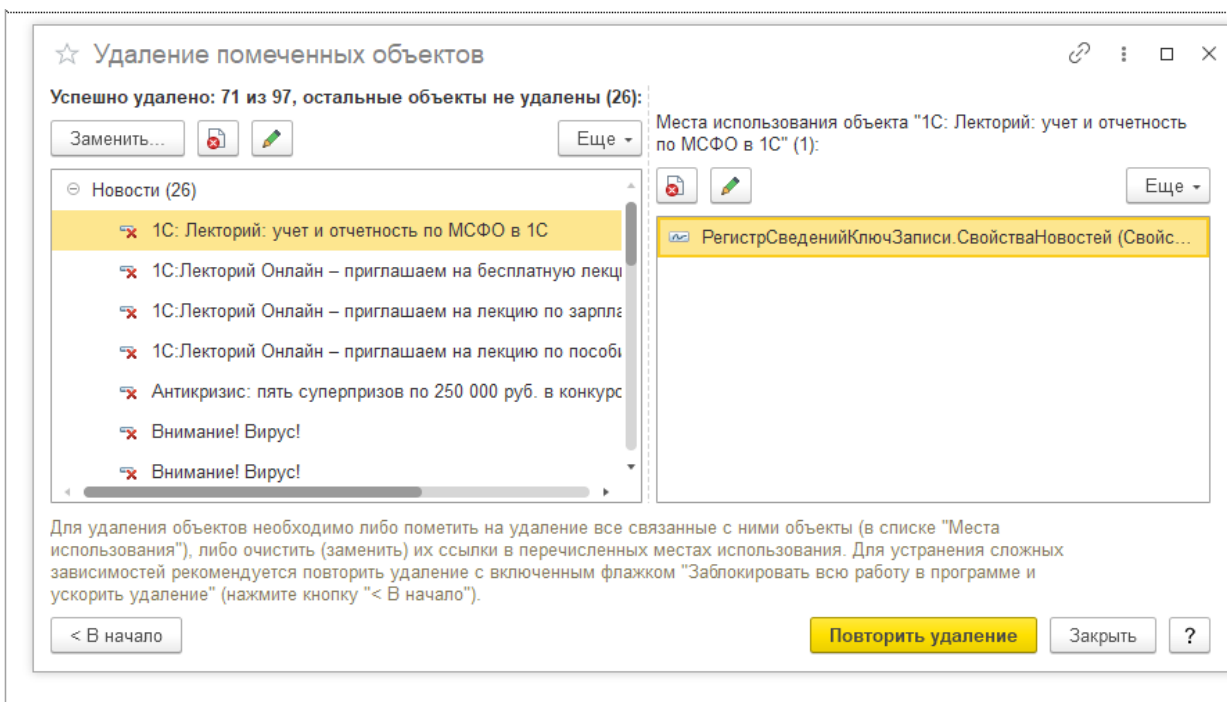 Удаление помеченных объектов
Успешно удалено: 71 из 97, остальные объекты не удалены (26):
Заменить...
Еще
Места использования объекта "1С: Лекторий: учет и отчетность
по МСФО в 1С" (1):
Еще
Новости (26)
1С: Лекторий: учет и отчетность по МСФО в 1С
1С:Лекторий Онлайн – приглашаем на бесплатную лекц
1С:Лекторий Онлайн – приглашаем на лекцию по зарпла
1С:Лекторий Онлайн – приглашаем на лекцию по пособ
Антикризис: пять суперпризов по 250 000 руб. в конкурс
Внимание! Вирус!
Внимание! Вирус!
РегистрСведенийКлючЗаписи.СвойстваНовостей (Свойс...
Для удаления объектов необходимо либо пометить на удаление все связанные с ними объекты (в списке "Места
использования"), либо очистить (заменить) их ссылки в перечисленных местах использования. Для устранения сложных
зависимостей рекомендуется повторить удаление с включенным флажком "Заблокировать всю работу в программе и
ускорить удаление" (нажмите кнопку "< В начало").
< В начало
Повторить удаление
Закрыть
?